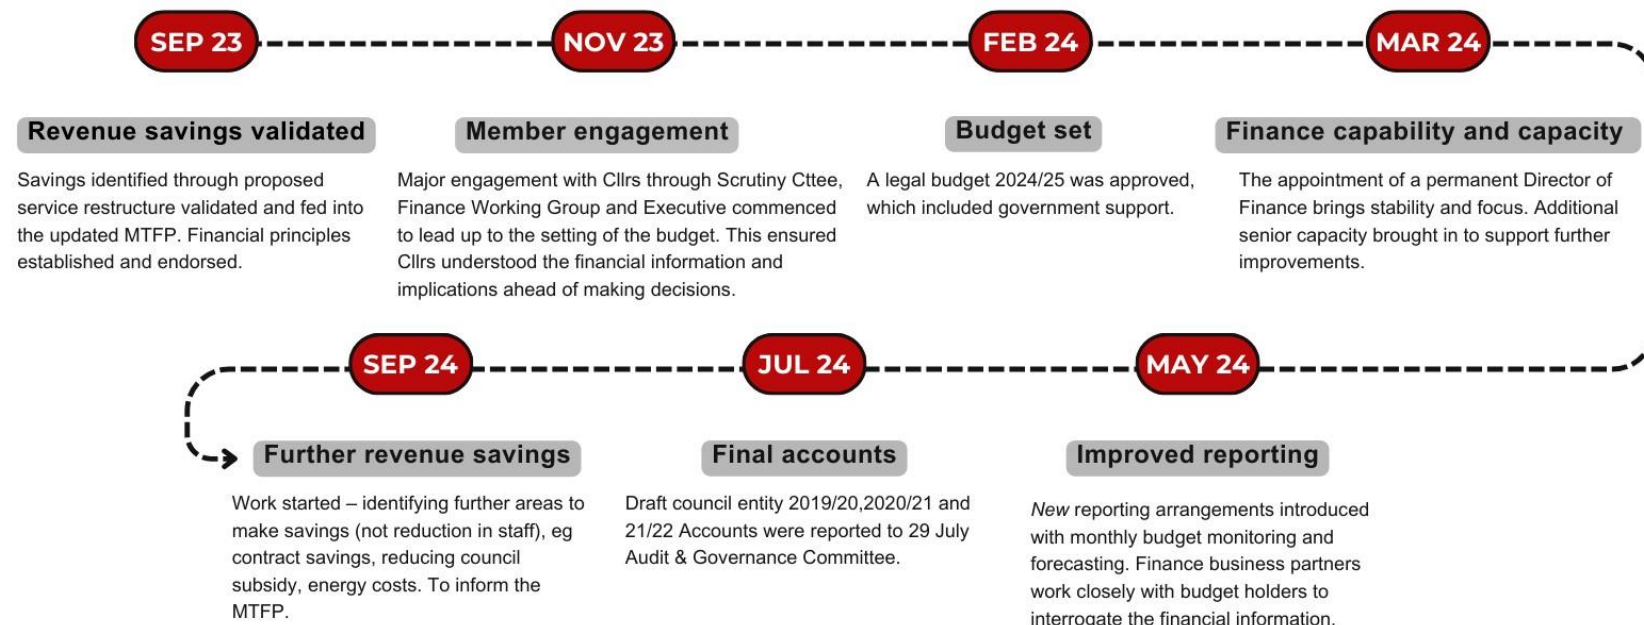 SEP 23
NOV 23
FEB 24
MAR 24
Revenue savings validated
Savings identified through proposed
service restructure validated and fed into
the updated MTFP. Financial principles
established and endorsed.
Member engagement
Major engagement with Cllrs through Scrutiny Cttee,
Finance Working Group and Executive commenced
to lead up to the setting of the budget. This ensured
Cllrs understood the financial information and
implications ahead of making decisions.
Budget set
A legal budget 2024/25 was approved,
which included government support.
Finance capability and capacity
The appointment of a permanent Director of
Finance brings stability and focus. Additional
senior capacity brought in to support further
improvements.
SEP 24
JUL 24
MAY 24
Further revenue savings
Work started – identifying further areas to
make savings (not reduction in staff), eg
contract savings, reducing council
subsidy, energy costs. To inform the
MTFP.
Final accounts
Draft council entity 2019/20,2020/21 and
21/22 Accounts were reported to 29 July
Audit & Governance Committee.
Improved reporting
New reporting arrangements introduced
with monthly budget monitoring and
forecasting. Finance business partners
work closely with budget holders to
interrogate the financial information.